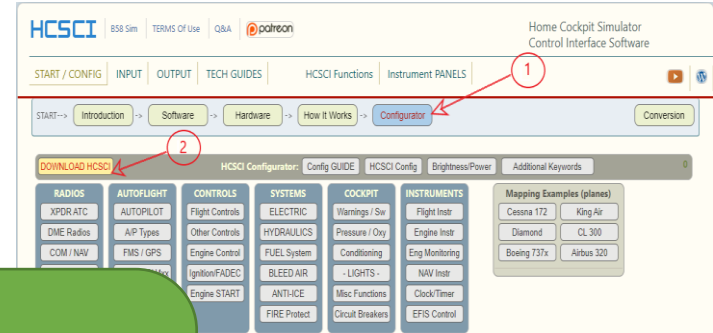 HCSCI B58 Sim TERMS Of Use Q&A patreon
Home Cockpit Simulator
Control Interface Software
START / CONFIG INPUT OUTPUT TECH GUIDES HCSCI Functions Instrument PANELS
1
START--> Introduction -> Software -> Hardware -> How It Works -> Configurator Conversion
2
DOWNLOAD HCSCI HCSCI Configurator: Config GUIDE HCSCI Config Brightness/Power Additional Keywords 0
RADIOS AUTOFLIGHT CONTROLS SYSTEMS COCKPIT INSTRUMENTS Mapping Examples (planes)
XPDR ATC AUTOPILOT Flight Controls ELECTRIC Warnings / Sw Flight Instr Cessna 172 King Air
DME Radios A/P Types Other Controls HYDRAULICS Pressure / Oxy Engine Instr Diamond CL 300
COM / NAV FMS / GPS Engine Control FUEL System Conditioning Eng Monitoring Boeing 737x Airbus 320
Ignition/FADEC BLEED AIR - LIGHTS - NAV Instr
Engine START ANTI-ICE Misc Functions Clock/Timer
FIRE Protect Circuit Breakers EFIS Control